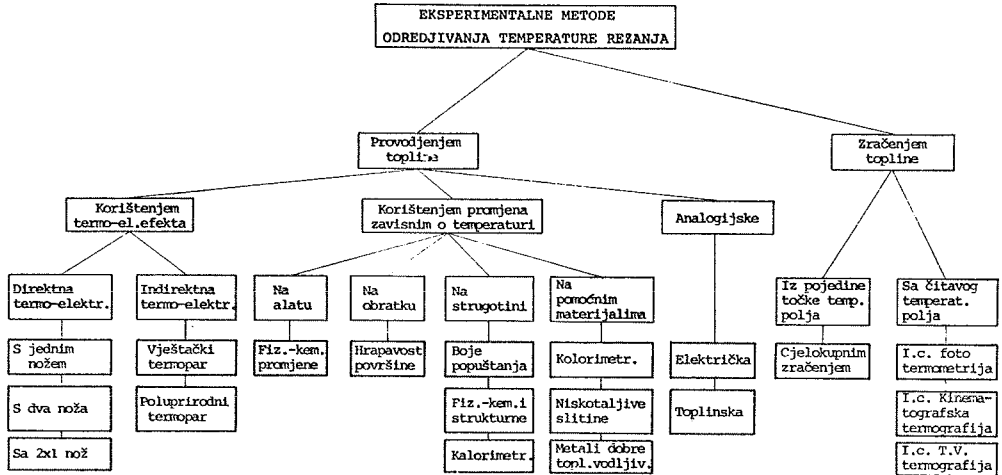 EKSPERIMENTALNE METODE
ODREDJIVANJA TEMPERATURE REZANJA
Provodjenjem
topline
Zračenjem
topline
Korištenjem
termo-el.efekta
Korištenjem promjena
zavisnim o temperaturi
Analogijske
Direktna
termo-elektr.
Indirektna
termo-elektr.
Na
alatu
Na
obratku
Na
strugotini
Na
pomoćnim
materijalima
Iz pojedine
točke temp.
polja
Sa čitavog
temperat.
polja
S jednim
nožem
Vještački
termopar
Fiz.-kem.
promjene
Hrapavost
površine
Boje
popuštanja
Kolorimetr.
Električka
Cjelokupnim
zračenjem
I.c. foto
termometrija
S dva noža
Poluprirodni
termopar
Fiz.-kem.i
strukturne
Niskotaljive
slitine
Toplinska
I.c. Kinema-
tografska
termografija
Sa 2x1 nož
Kalorimetr.
Metali dobre
topl.vodljiv.
I.c. T.V.
termografija